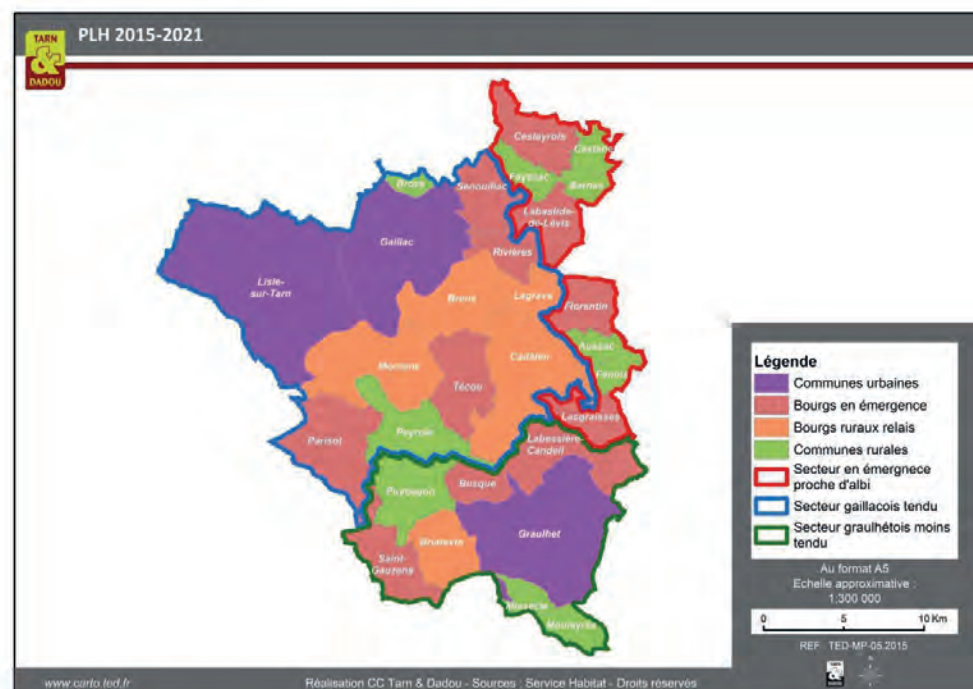 TARN
&
DADOU
PLH 2015-2021
Cestayrols
Castanet
Fayssac
Bernac
Broze
Senouillac
Labastide-
de-Lévis
Gaillac
Rivières
Lisle-
sur-Tarn
Brens
Lagrave
Florentin
Cadalen
Aussac
Fénols
Montans
Técou
Lasgraisses
Parisot
Peyrole
Labessière-
Candeil
Puybegon
Busque
Graulhet
Briatexte
Saint-
Gauzens
Missècle
Moulayrès
Légende
Communes urbaines
Bourgs en émergence
Bourgs ruraux relais
Communes rurales
Secteur en émergnece
proche d'albi
Secteur gaillacois tendu
Secteur graulhétois moins
tendu
Au format A5
Echelle approximative :
1:300 000
0 5 10 Km
REF : TED-MP-05.2015
TARN
&
DADOU
www.carto.ted.fr
Réalisation CC Tarn & Dadou - Sources : Service Habitat - Droits réservés